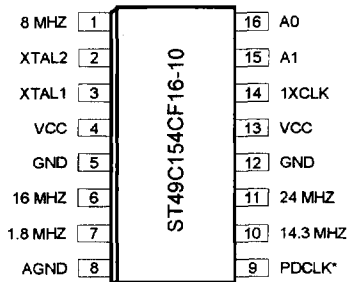 8 MHZ 1 16 A0
XTAL2 2 15 A1
XTAL1 3 14 1XCLK
VCC 4 13 VCC
GND 5 12 GND
16 MHZ 6 11 24 MHZ
1.8 MHZ 7 10 14.3 MHZ
AGND 8 9 PDCLK*
ST49C154CF16-10